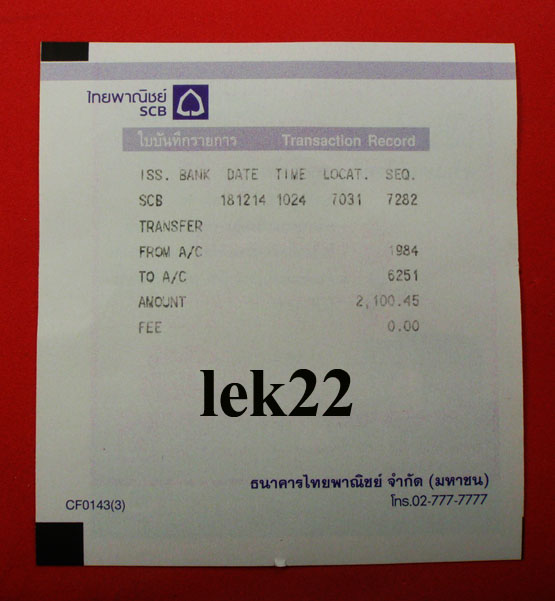 ไทยพาณิชย์
SCB
ใบบันทึกรายการ Transaction Record
ISS. BANK DATE TIME LOCAT. SEQ.
SCB 181214 1024 7031 7282
TRANSFER
FROM A/C 1984
TO A/C 6251
AMOUNT 2,100.45
FEE 0.00
lek22
ธนาคารไทยพาณิชย์ จำกัด (มหาชน)
CF0143(3) โทร.02-777-7777